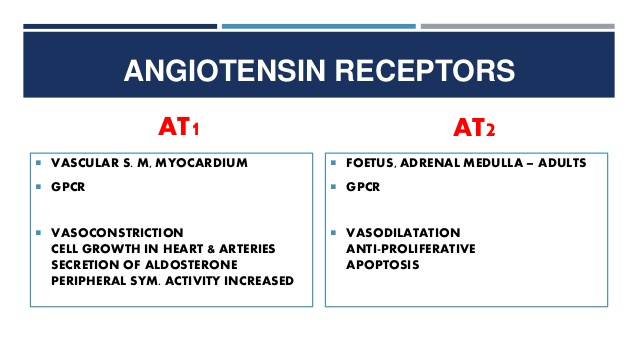 ANGIOTENSIN RECEPTORS
AT1
VASCULAR S. M, MYOCARDIUM
GPCR
VASOCONSTRICTION
CELL GROWTH IN HEART & ARTERIES
SECRETION OF ALDOSTERONE
PERIPHERAL SYM. ACTIVITY INCREASED
AT2
FOETUS, ADRENAL MEDULLA – ADULTS
GPCR
VASODILATATION
ANTI-PROLIFERATIVE
APOPTOSIS